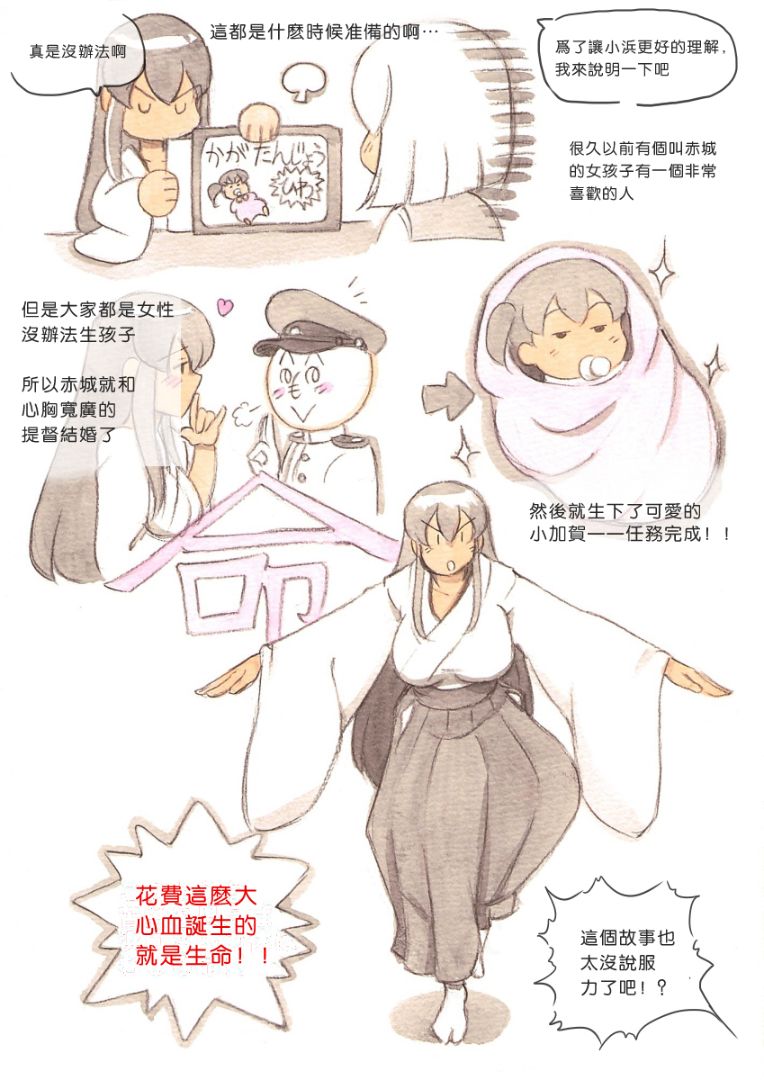 真是沒辦法啊
這都是什麼時候准備的啊…
爲了讓小浜更好的理解，
我來說明一下吧
かがたんじょう
ひゅ
很久以前有個叫赤城
的女孩子有一個非常
喜歡的人
但是大家都是女性
沒辦法生孩子
所以赤城就和
心胸寬廣的
提督結婚了
然後就生下了可愛的
小加賀——任務完成！！
命
花費這麼大
心血誕生的
就是生命！！
這個故事也
太沒說服
力了吧！？